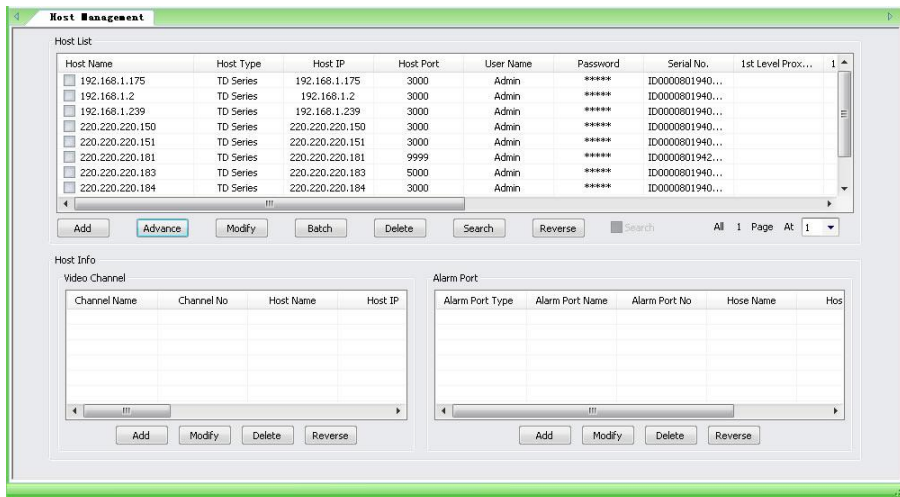 Host Management
Host List
Host Name Host Type Host IP Host Port User Name Password Serial No. 1st Level Prox... 1
192.168.1.175 TD Series 192.168.1.175 3000 Admin ***** ID0000801940...
192.168.1.2 TD Series 192.168.1.2 3000 Admin ***** ID0000801940...
192.168.1.239 TD Series 192.168.1.239 3000 Admin ***** ID0000801940...
220.220.220.150 TD Series 220.220.220.150 3000 Admin ***** ID0000801940...
220.220.220.151 TD Series 220.220.220.151 3000 Admin ***** ID0000801940...
220.220.220.181 TD Series 220.220.220.181 9999 Admin ***** ID0000801942...
220.220.220.183 TD Series 220.220.220.183 5000 Admin ***** ID0000801940...
220.220.220.184 TD Series 220.220.220.184 3000 Admin ***** ID0000801940...
Add Advance Modify Batch Delete Search Reverse Search All 1 Page At 1
Host Info
Video Channel Alarm Port
Channel Name Channel No Host Name Host IP Alarm Port Type Alarm Port Name Alarm Port No Hose Name Hos
Add Modify Delete Reverse Add Modify Delete Reverse